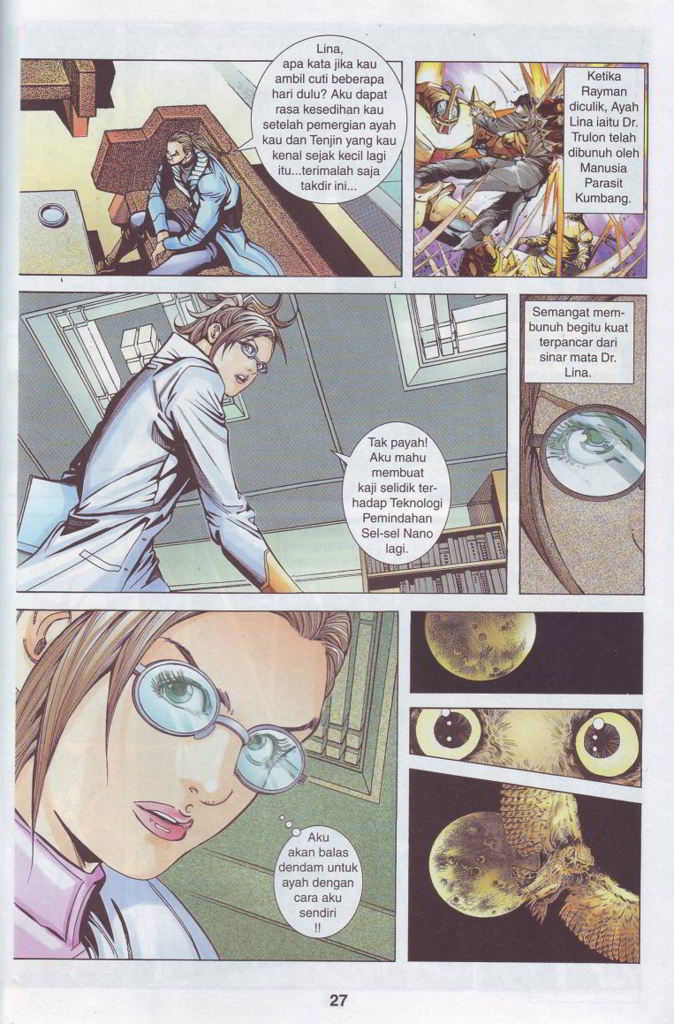 Lina,
apa kata jika kau
ambil cuti beberapa
hari dulu? Aku dapat
rasa kesedihan kau
setelah pemergian ayah
kau dan Tenjin yang kau
kenal sejak kecil lagi
itu...terimalah saja
takdir ini...
Ketika
Rayman
diculik, Ayah
Lina iaitu Dr.
Trulon telah
dibunuh oleh
Manusia
Parasit
Kumbang.
Tak payah!
Aku mahu
membuat
kaji selidik ter-
hadap Teknologi
Pemindahan
Sel-sel Nano
lagi.
Semangat mem-
bunuh begitu kuat
terpancar dari
sinar mata Dr.
Lina.
Aku
akan balas
dendam untuk
ayah dengan
cara aku
sendiri
!!
27